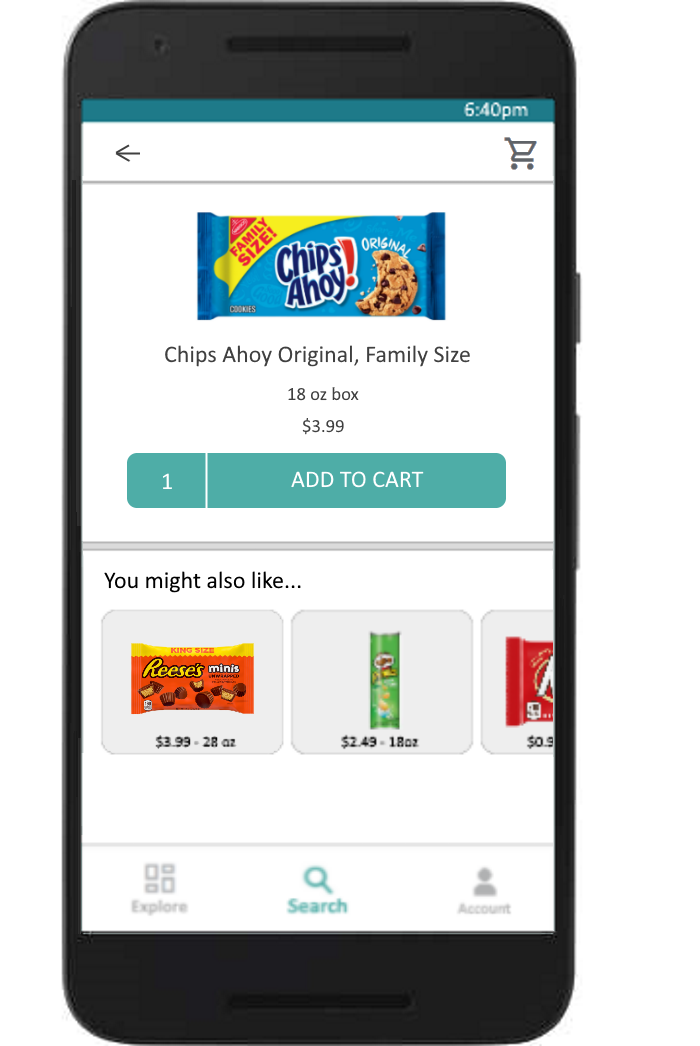 6:40pm
FAMILY
SIZE!
Chips
Ahoy!
ORIGINAL
COOKIES
Chips Ahoy Original, Family Size
18 oz box
$3.99
1 ADD TO CART
You might also like...
KING SIZE
Reese's minis
UNWRAPPED
$3.99 - 28 oz
$2.49 - 18oz
$0.9
Explore
Search
Account